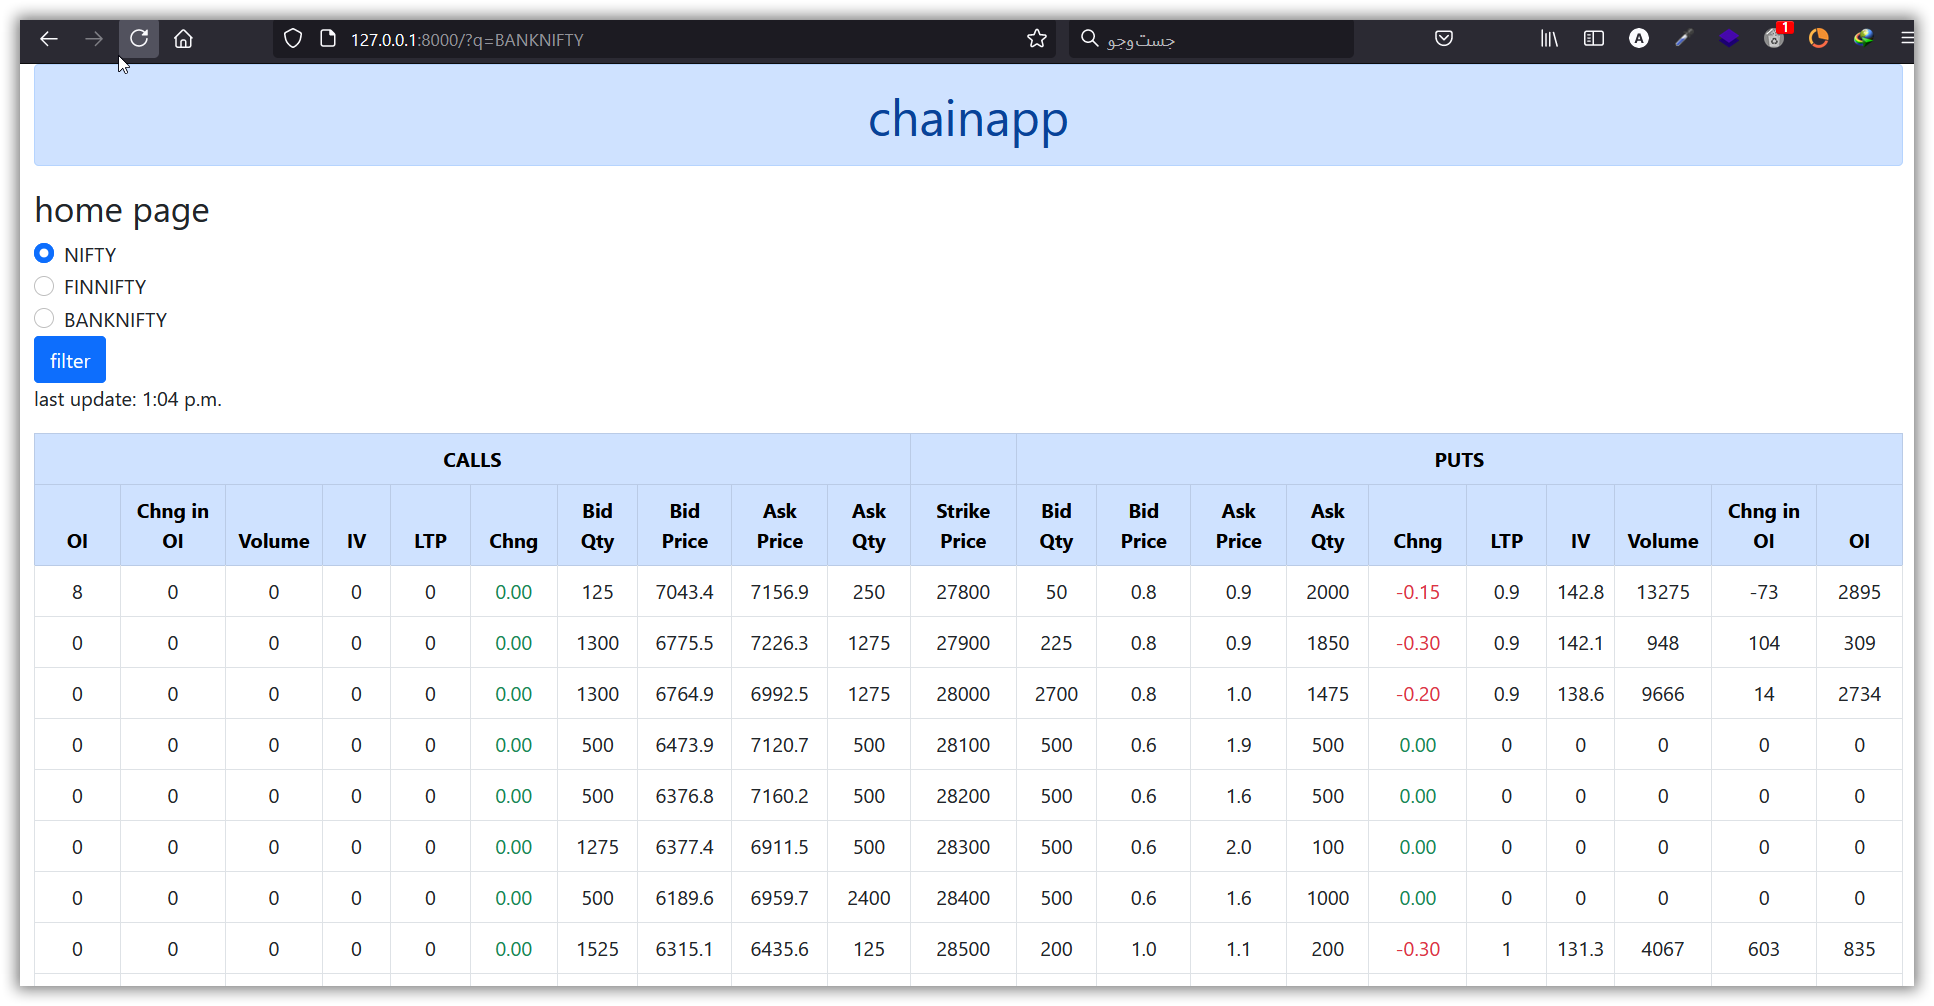 127.0.0.1:8000/?q=BANKNIFTY
جست‌وجو
A
1
chainapp
home page
NIFTY
FINNIFTY
BANKNIFTY
filter
last update: 1:04 p.m.
CALLS PUTS
OI Chng in OI Volume IV LTP Chng Bid Qty Bid Price Ask Price Ask Qty Strike Price Bid Qty Bid Price Ask Price Ask Qty Chng LTP IV Volume Chng in OI OI
8 0 0 0 0 0.00 125 7043.4 7156.9 250 27800 50 0.8 0.9 2000 -0.15 0.9 142.8 13275 -73 2895
0 0 0 0 0 0.00 1300 6775.5 7226.3 1275 27900 225 0.8 0.9 1850 -0.30 0.9 142.1 948 104 309
0 0 0 0 0 0.00 1300 6764.9 6992.5 1275 28000 2700 0.8 1.0 1475 -0.20 0.9 138.6 9666 14 2734
0 0 0 0 0 0.00 500 6473.9 7120.7 500 28100 500 0.6 1.9 500 0.00 0 0 0 0 0
0 0 0 0 0 0.00 500 6376.8 7160.2 500 28200 500 0.6 1.6 500 0.00 0 0 0 0 0
0 0 0 0 0 0.00 1275 6377.4 6911.5 500 28300 500 0.6 2.0 100 0.00 0 0 0 0 0
0 0 0 0 0 0.00 500 6189.6 6959.7 2400 28400 500 0.6 1.6 1000 0.00 0 0 0 0 0
0 0 0 0 0 0.00 1525 6315.1 6435.6 125 28500 200 1.0 1.1 200 -0.30 1 131.3 4067 603 835